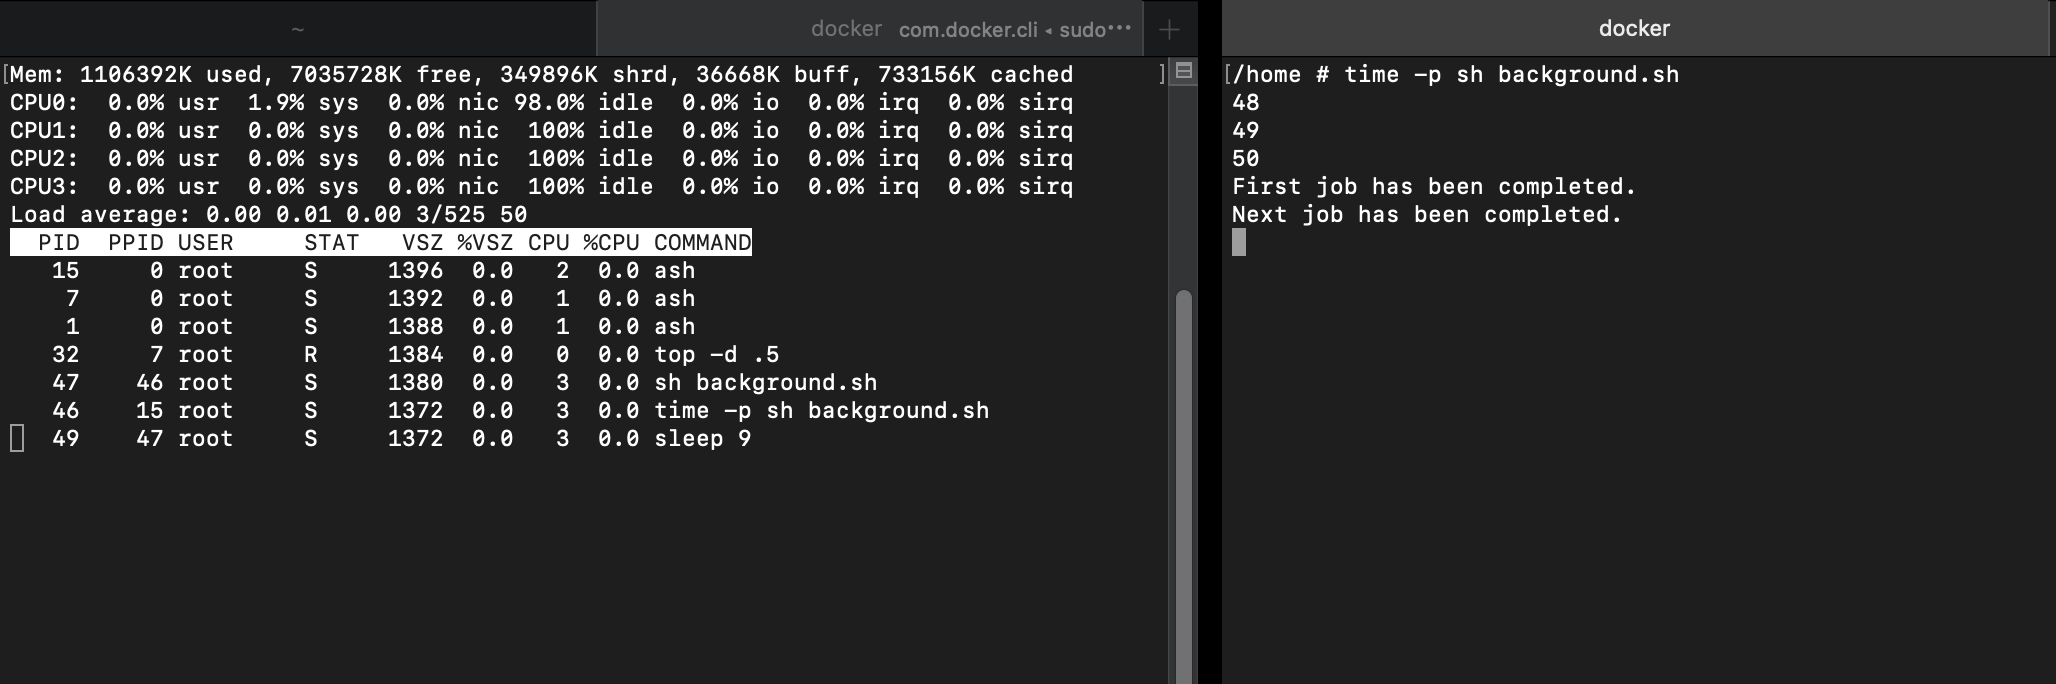 ~
docker com.docker.cli ◂ sudo···
[Mem: 1106392K used, 7035728K free, 349896K shrd, 36668K buff, 733156K cached ]
CPU0:  0.0% usr  1.9% sys  0.0% nic 98.0% idle  0.0% io  0.0% irq  0.0% sirq
CPU1:  0.0% usr  0.0% sys  0.0% nic  100% idle  0.0% io  0.0% irq  0.0% sirq
CPU2:  0.0% usr  0.0% sys  0.0% nic  100% idle  0.0% io  0.0% irq  0.0% sirq
CPU3:  0.0% usr  0.0% sys  0.0% nic  100% idle  0.0% io  0.0% irq  0.0% sirq
Load average: 0.00 0.01 0.00 3/525 50
PID  PPID USER     STAT   VSZ %VSZ CPU %CPU COMMAND
15     0 root     S     1396  0.0   2  0.0 ash
7     0 root     S     1392  0.0   1  0.0 ash
1     0 root     S     1388  0.0   1  0.0 ash
32     7 root     R     1384  0.0   0  0.0 top -d .5
47    46 root     S     1380  0.0   3  0.0 sh background.sh
46    15 root     S     1372  0.0   3  0.0 time -p sh background.sh
49    47 root     S     1372  0.0   3  0.0 sleep 9
docker
[/home # time -p sh background.sh
48
49
50
First job has been completed.
Next job has been completed.